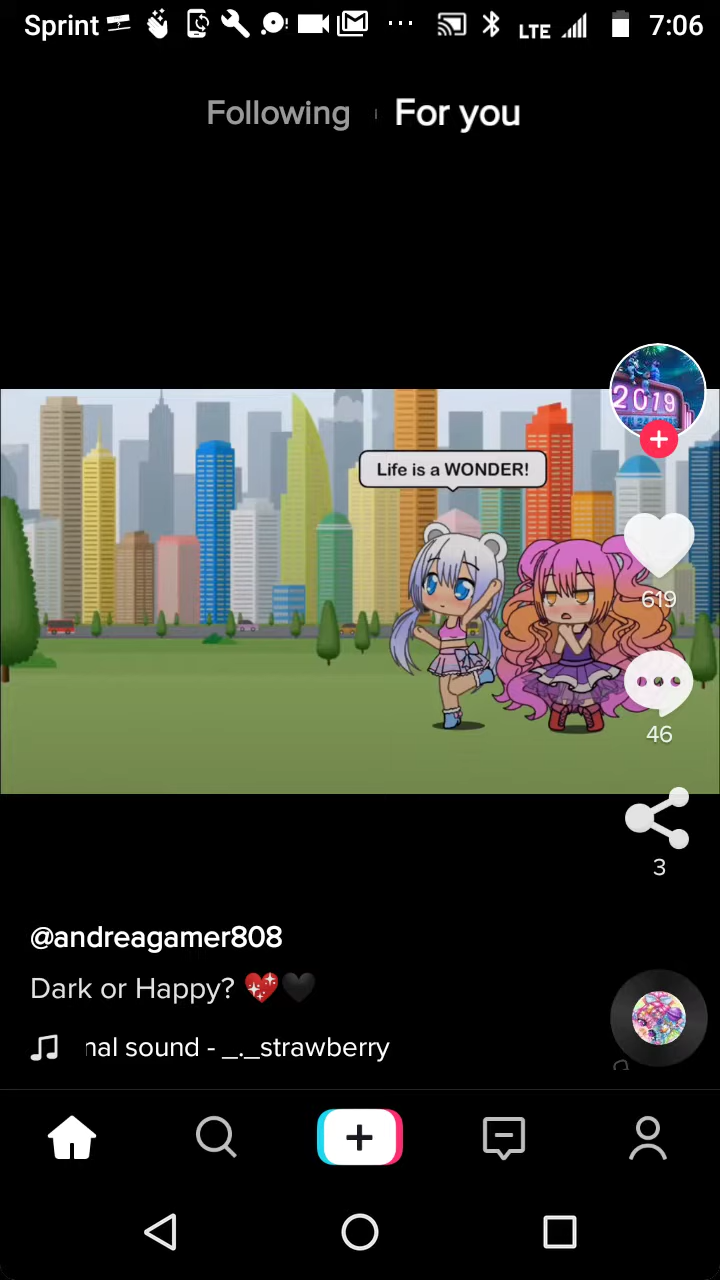 Sprint LTE 7:06
Following For you
2019
Life is a WONDER!
619
46
3
@andreagamer808
Dark or Happy? 💖🖤
nal sound - _._strawberry